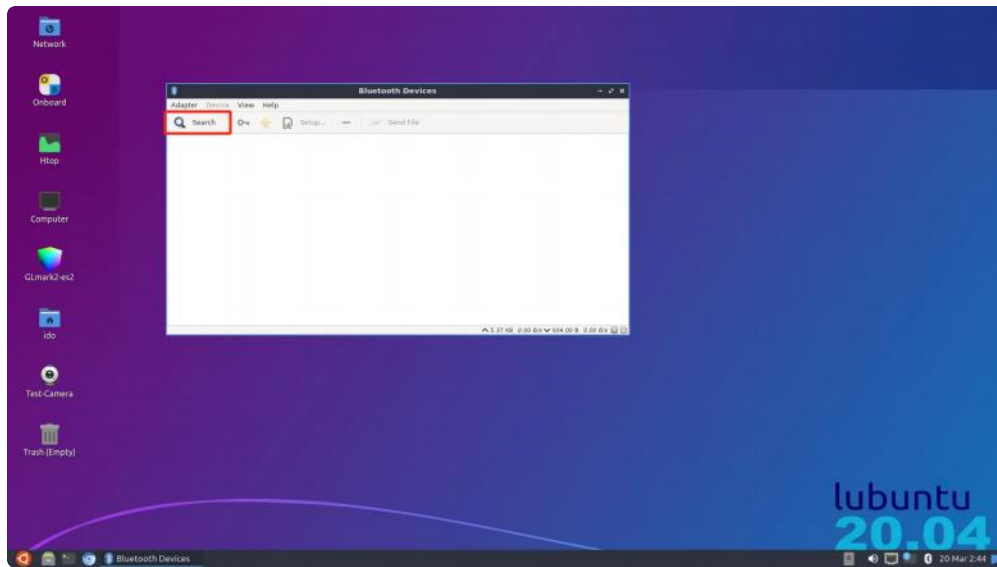 Network
Onboard
Htop
Computer
GLmark2-es2
ido
Test-Camera
Trash (Empty)
Bluetooth Devices
Adapter Device View Help
Search Setup... Send File
lubuntu
20.04
Bluetooth Devices
20 Mar 2:44